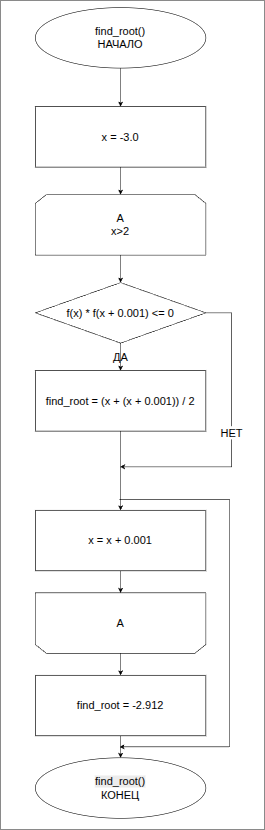 find_root()
НАЧАЛО
x = -3.0
A
x>2
f(x) * f(x + 0.001) <= 0
ДА
find_root = (x + (x + 0.001)) / 2
НЕТ
x = x + 0.001
A
find_root = -2.912
find_root()
КОНЕЦ